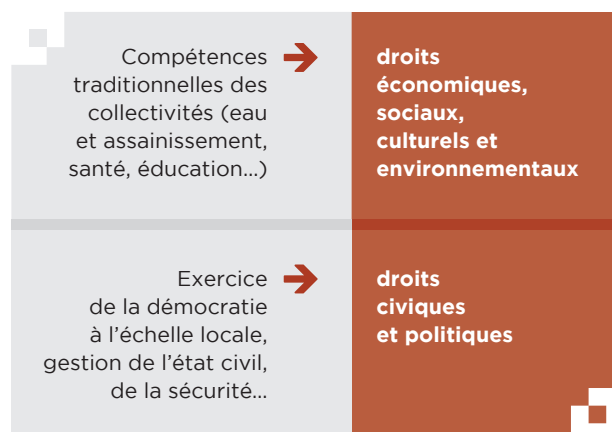 Compétences
traditionnelles des
collectivités (eau
et assainissement,
santé, éducation...)
droits
économiques,
sociaux,
culturels et
environnementaux
Exercice
de la démocratie
à l’échelle locale,
gestion de l’état civil,
de la sécurité...
droits
civiques
et politiques